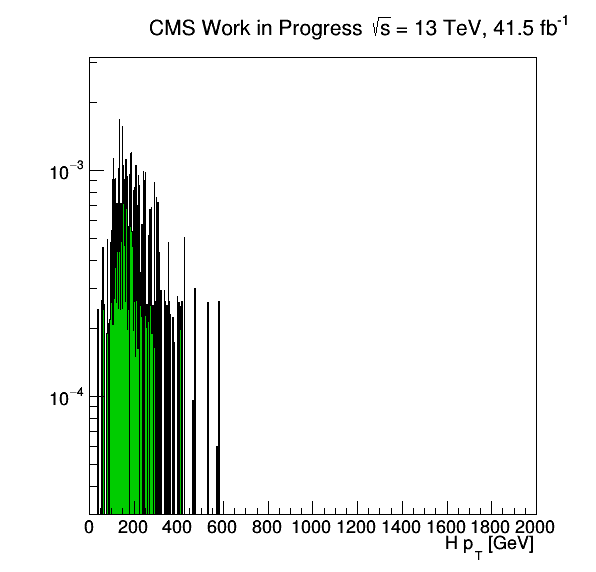 CMS Work in Progress √s = 13 TeV, 41.5 fb⁻¹
10⁻³
10⁻⁴
0 200 400 600 800 1000 1200 1400 1600 1800 2000
H p_T [GeV]